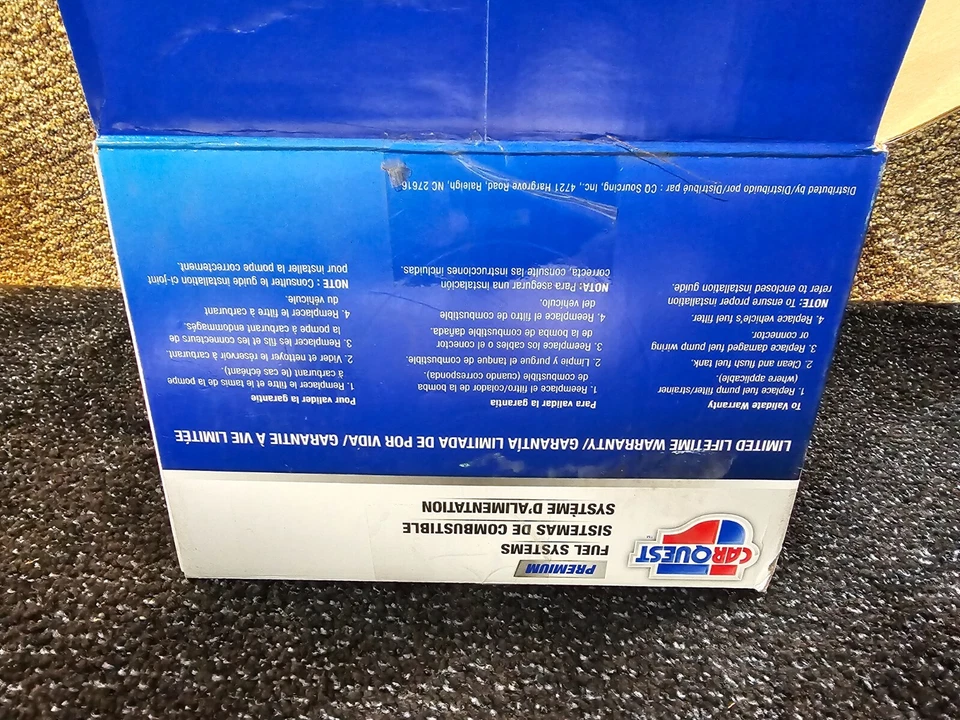 CARQUEST™
PREMIUM
FUEL SYSTEMS
SISTEMAS DE COMBUSTIBLE
SYSTÈME D'ALIMENTATION
LIMITED LIFETIME WARRANTY/ GARANTÍA LIMITADA DE POR VIDA/ GARANTIE À VIE LIMITÉE
To Validate Warranty
1. Replace fuel pump filter/strainer
(where applicable)
2. Clean and flush fuel tank.
3. Replace damaged fuel pump wiring
or connector.
4. Replace vehicle's fuel filter.
NOTE: To ensure proper installation
refer to enclosed installation guide.
Para validar la garantía
1. Reemplace el filtro/colador de la bomba
de combustible (cuando corresponda).
2. Limpie y purgue el tanque de combustible.
3. Reemplace los cables o el conector
de la bomba de combustible dañada.
4. Reemplace el filtro de combustible
del vehículo.
NOTA: Para asegurar una instalación
correcta, consulte las instrucciones incluidas.
Pour valider la garantie
1. Remplacer le filtre et le tamis de la pompe
à carburant (le cas échéant).
2. Vider et nettoyer le réservoir à carburant.
3. Remplacer les fils et les connecteurs de
la pompe à carburant endommagés.
4. Remplacer le filtre à carburant
du véhicule.
NOTE : Consulter le guide installation ci-joint
pour installer la pompe correctement.
Distributed by/Distribuido por/Distribué par : CQ Sourcing, Inc., 4721 Hargrove Road, Raleigh, NC 27616